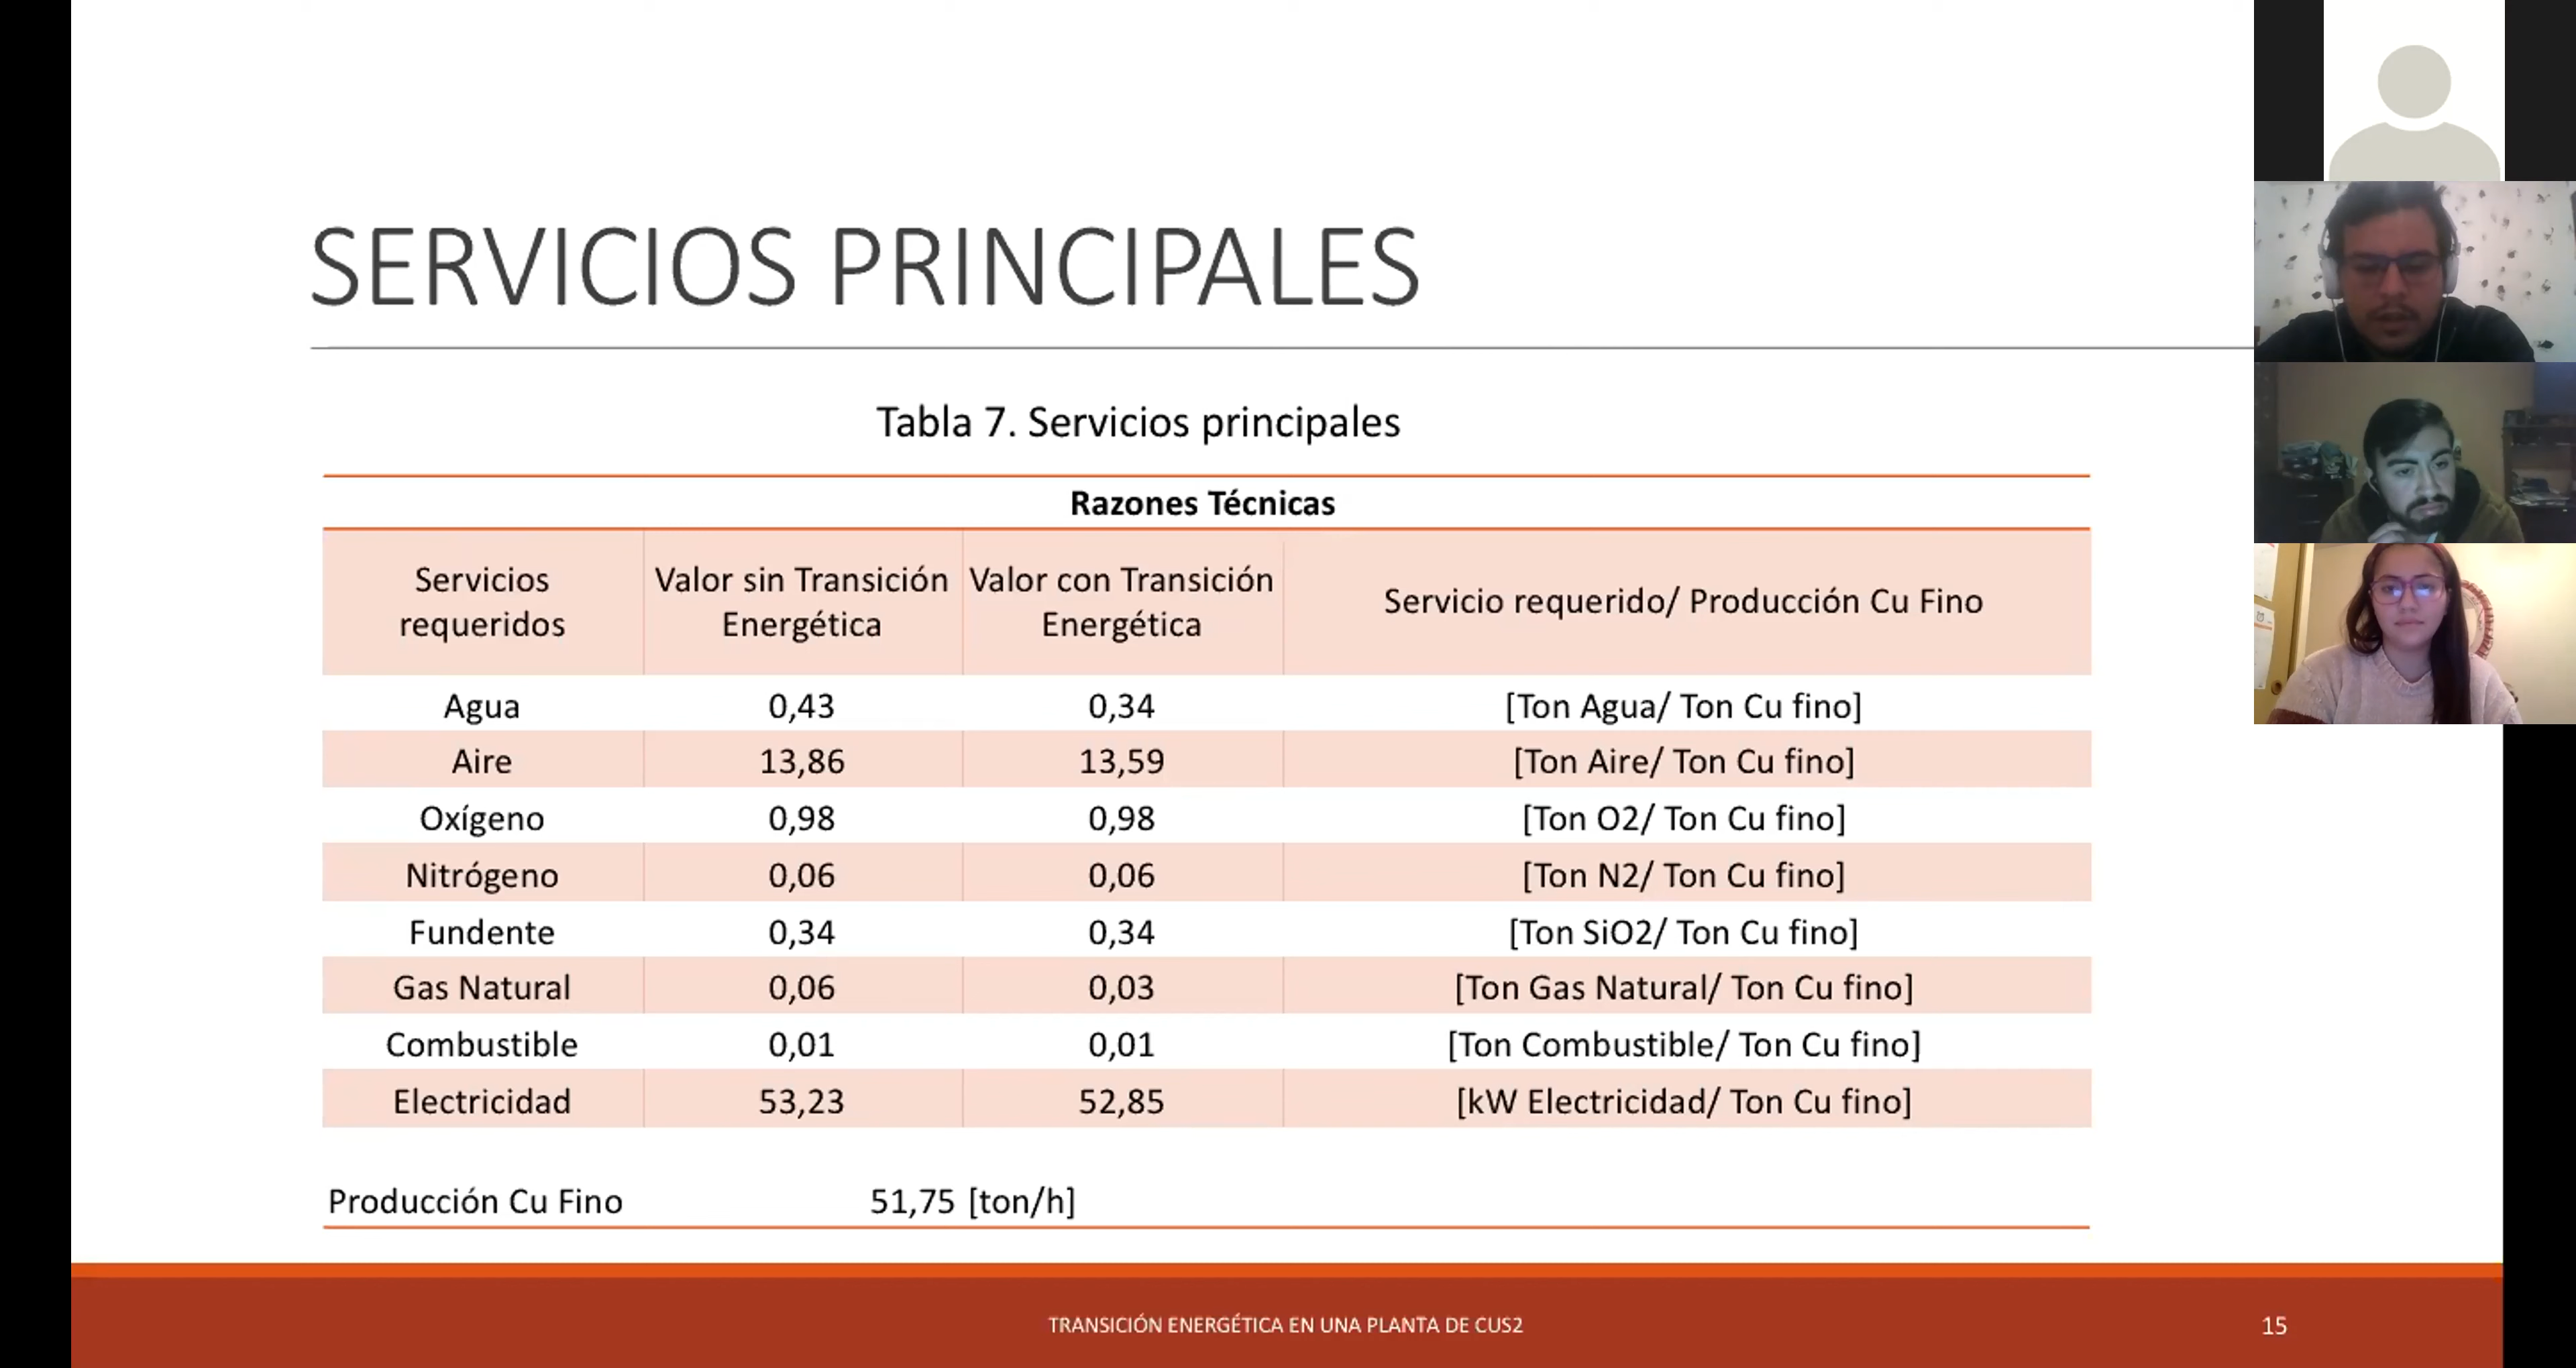 SERVICIOS PRINCIPALES
Tabla 7. Servicios principales
Razones Técnicas
Servicios requeridos Valor sin Transición Energética Valor con Transición Energética Servicio requerido/ Producción Cu Fino
Agua 0,43 0,34 [Ton Agua/ Ton Cu fino]
Aire 13,86 13,59 [Ton Aire/ Ton Cu fino]
Oxígeno 0,98 0,98 [Ton O2/ Ton Cu fino]
Nitrógeno 0,06 0,06 [Ton N2/ Ton Cu fino]
Fundente 0,34 0,34 [Ton SiO2/ Ton Cu fino]
Gas Natural 0,06 0,03 [Ton Gas Natural/ Ton Cu fino]
Combustible 0,01 0,01 [Ton Combustible/ Ton Cu fino]
Electricidad 53,23 52,85 [kW Electricidad/ Ton Cu fino]
Producción Cu Fino 51,75 [ton/h]
TRANSICIÓN ENERGÉTICA EN UNA PLANTA DE CUS2 15